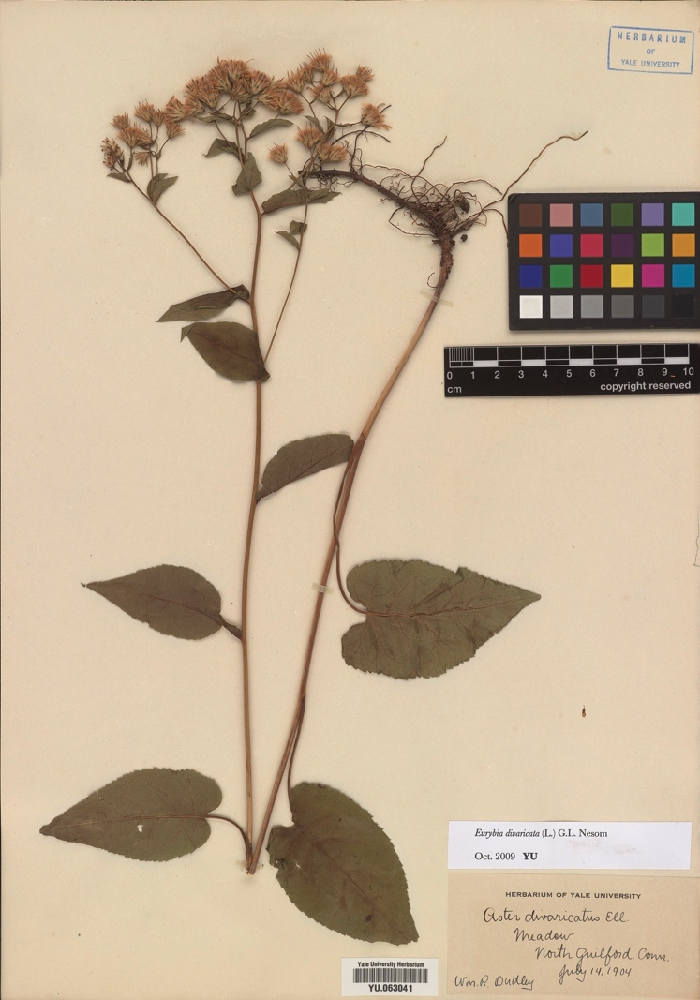 HERBARIUM
OF
YALE UNIVERSITY
0 1 2 3 4 5 6 7 8 9 10
cm
copyright reserved
Eurybia divaricata (L.) G.L. Nesom
Oct. 2009 YU
HERBARIUM OF YALE UNIVERSITY
Aster divaricatus Ell
Meadow
North Guilford, Conn.
July 14, 1904
Wm. R. Dudley
Yale University Herbarium
YU.063041